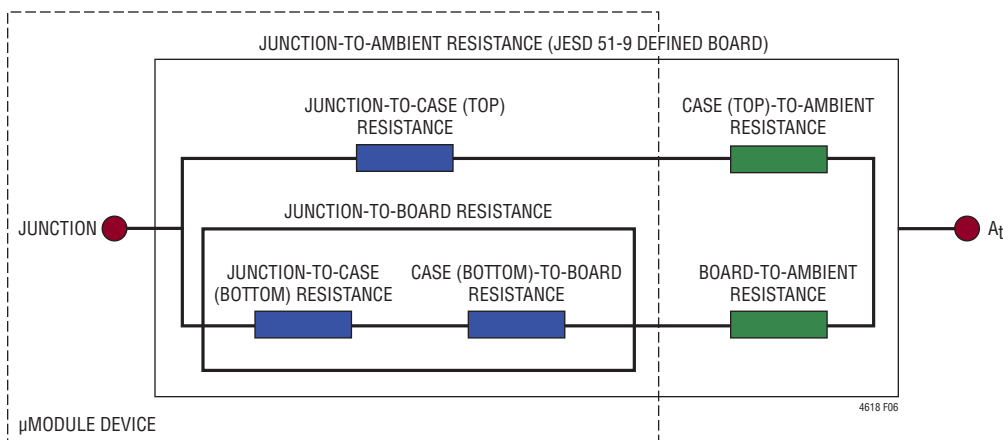 JUNCTION-TO-AMBIENT RESISTANCE (JESD 51-9 DEFINED BOARD)
JUNCTION-TO-CASE (TOP)
RESISTANCE
CASE (TOP)-TO-AMBIENT
RESISTANCE
JUNCTION
JUNCTION-TO-BOARD RESISTANCE
At
JUNCTION-TO-CASE
(BOTTOM) RESISTANCE
CASE (BOTTOM)-TO-BOARD
RESISTANCE
BOARD-TO-AMBIENT
RESISTANCE
4618 F06
µMODULE DEVICE